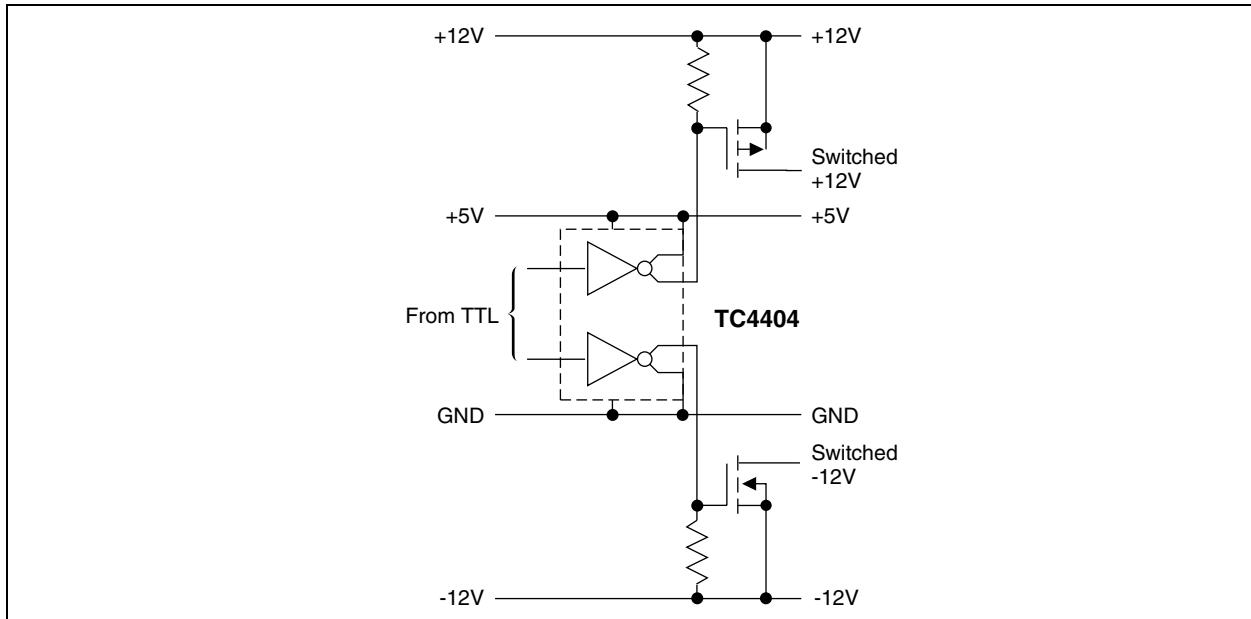 +12V
+12V
Switched
+12V
+5V
+5V
From TTL
TC4404
GND
GND
Switched
-12V
-12V
-12V